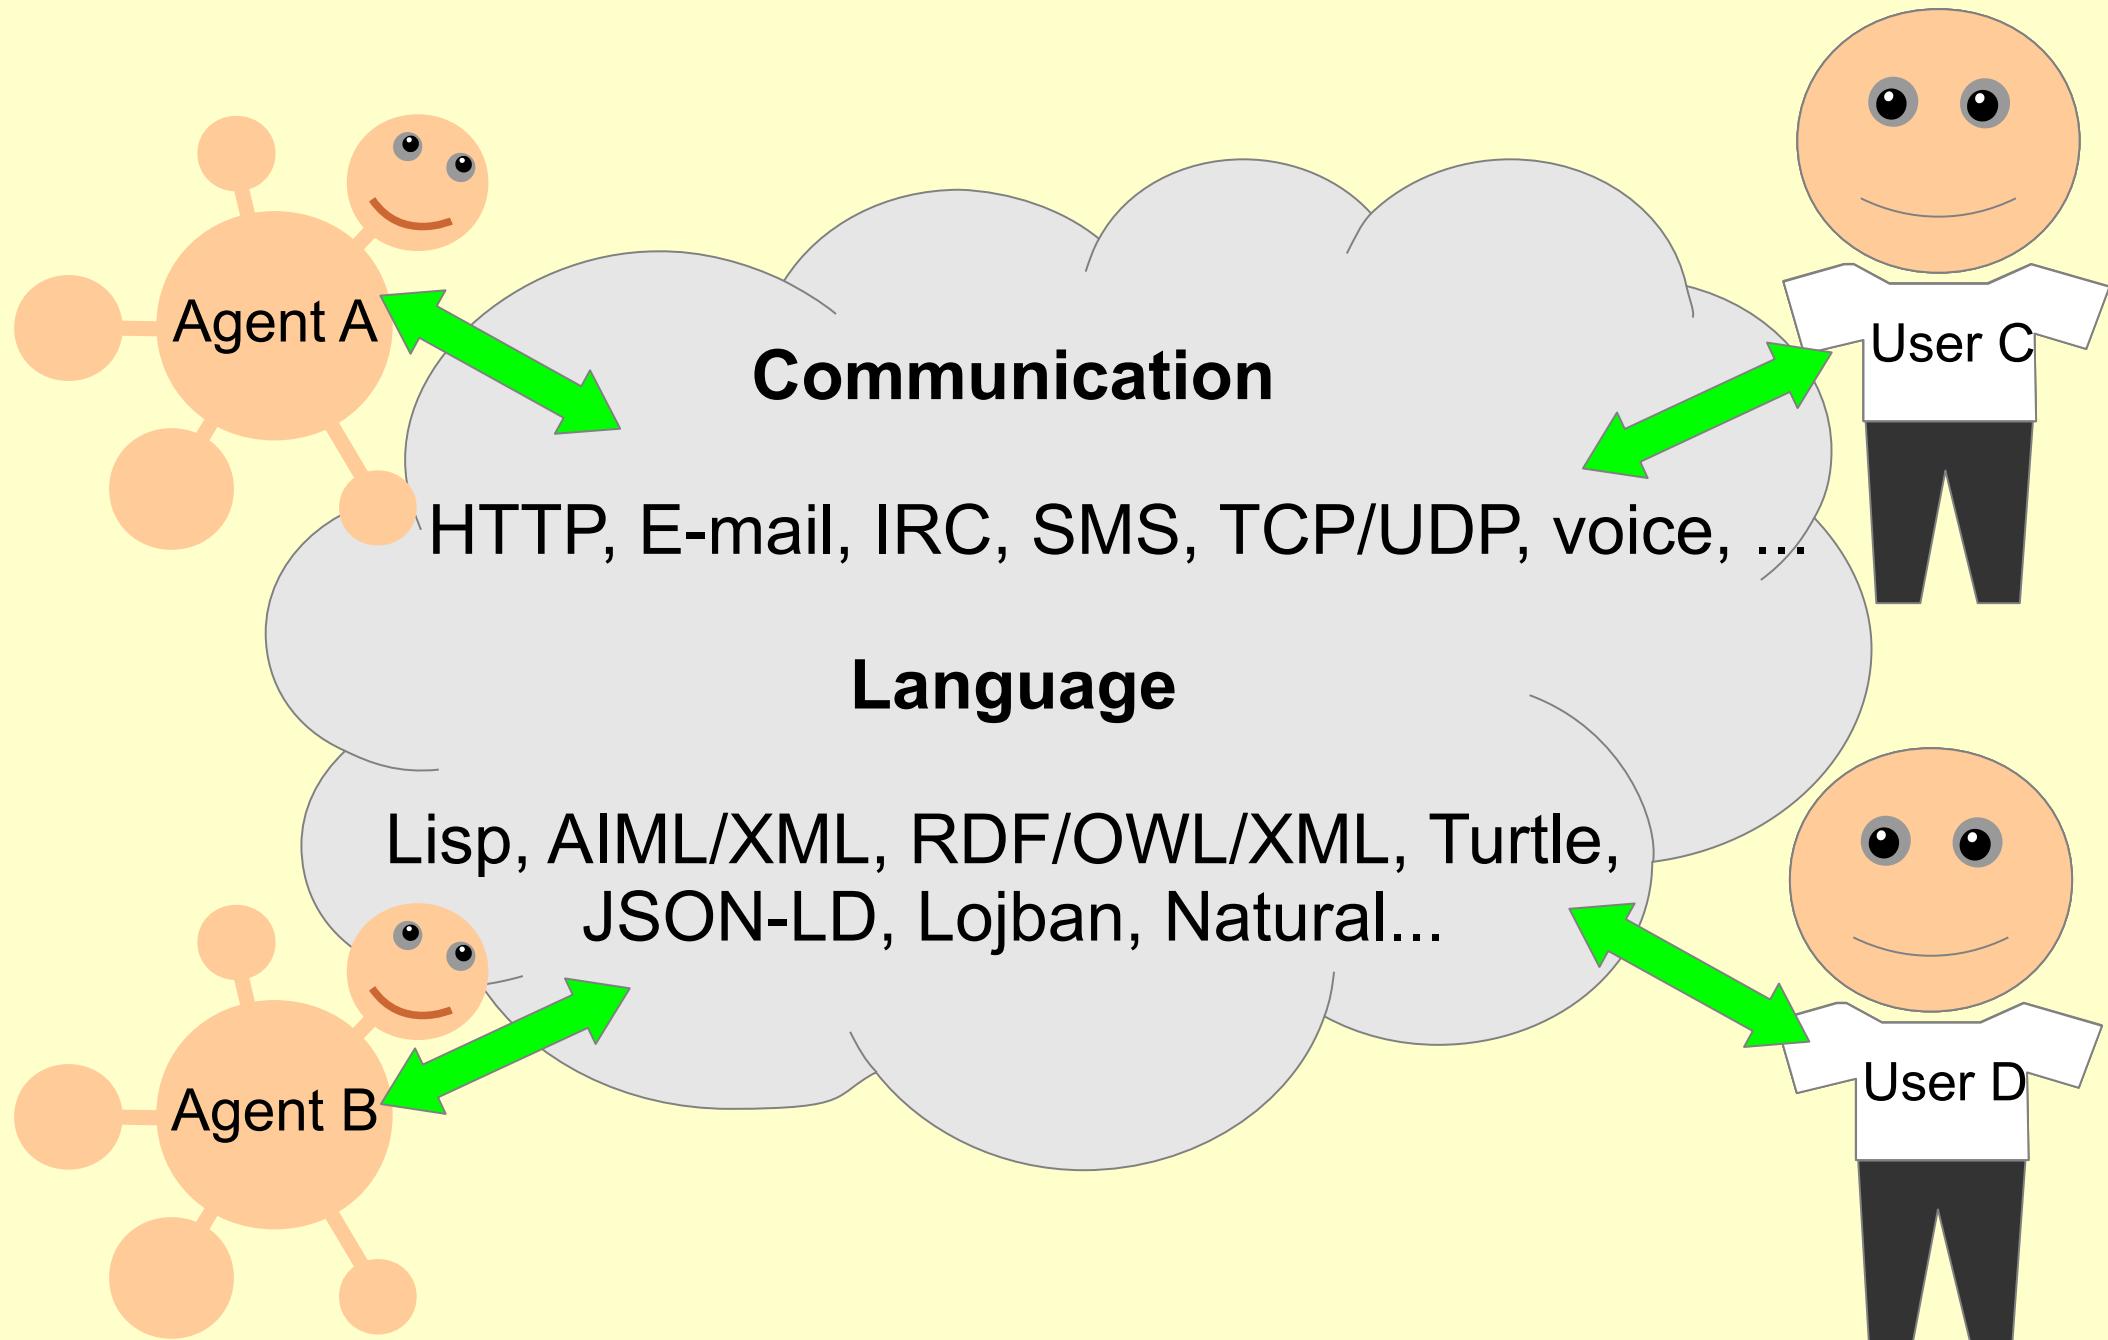 Agent A
User C
Communication
HTTP, E-mail, IRC, SMS, TCP/UDP, voice, ...
Language
Lisp, AIML/XML, RDF/OWL/XML, Turtle,
JSON-LD, Lojban, Natural...
Agent B
User D